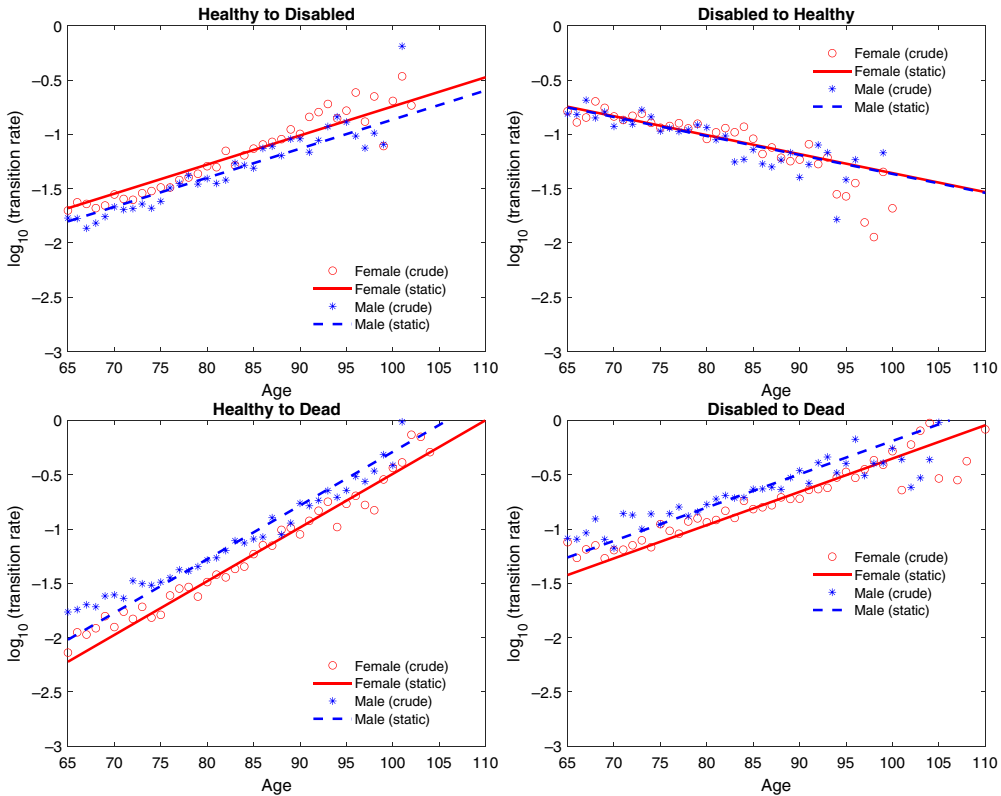 Healthy to Disabled
log10 (transition rate)
0
−0.5
−1
−1.5
−2
−2.5
−3
Female (crude)
Female (static)
Male (crude)
Male (static)
65 70 75 80 85 90 95 100 105 110
Age
Disabled to Healthy
log10 (transition rate)
0
−0.5
−1
−1.5
−2
−2.5
−3
Female (crude)
Female (static)
Male (crude)
Male (static)
65 70 75 80 85 90 95 100 105 110
Age
Healthy to Dead
log10 (transition rate)
0
−0.5
−1
−1.5
−2
−2.5
−3
Female (crude)
Female (static)
Male (crude)
Male (static)
65 70 75 80 85 90 95 100 105 110
Age
Disabled to Dead
log10 (transition rate)
0
−0.5
−1
−1.5
−2
−2.5
−3
Female (crude)
Female (static)
Male (crude)
Male (static)
65 70 75 80 85 90 95 100 105 110
Age